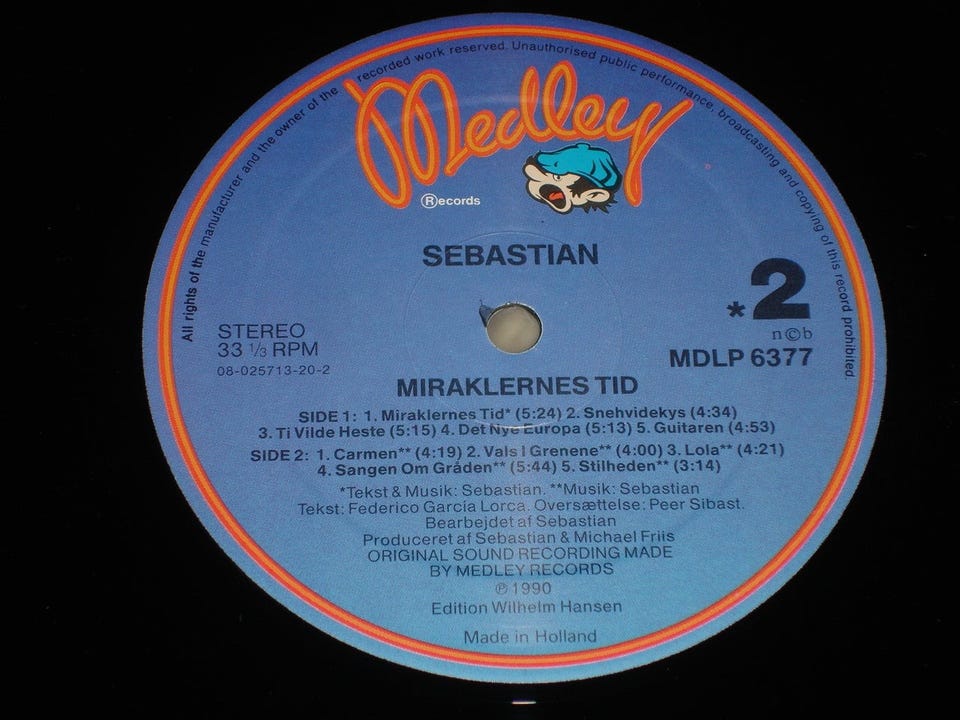 All rights of the manufacturer and the owner of the recorded work reserved. Unauthorised public performance, broadcasting and copying of this record prohibited.
Medley
Ⓡecords
SEBASTIAN
*2
n©b
STEREO
33 1/3 RPM
MDLP 6377
08-025713-20-2
MIRAKLERNES TID
SIDE 1: 1. Miraklernes Tid* (5:24) 2. Snehvidekys (4:34)
3. Ti Vilde Heste (5:15) 4. Det Nye Europa (5:13) 5. Guitaren (4:53)
SIDE 2: 1. Carmen** (4:19) 2. Vals I Grenene** (4:00) 3. Lola** (4:21)
4. Sangen Om Gråden** (5:44) 5. Stilheden** (3:14)
*Tekst & Musik: Sebastian. **Musik: Sebastian
Tekst: Federico García Lorca. Oversættelse: Peer Sibast.
Bearbejdet af Sebastian
Produceret af Sebastian & Michael Friis
ORIGINAL SOUND RECORDING MADE
BY MEDLEY RECORDS
℗ 1990
Edition Wilhelm Hansen
Made in Holland